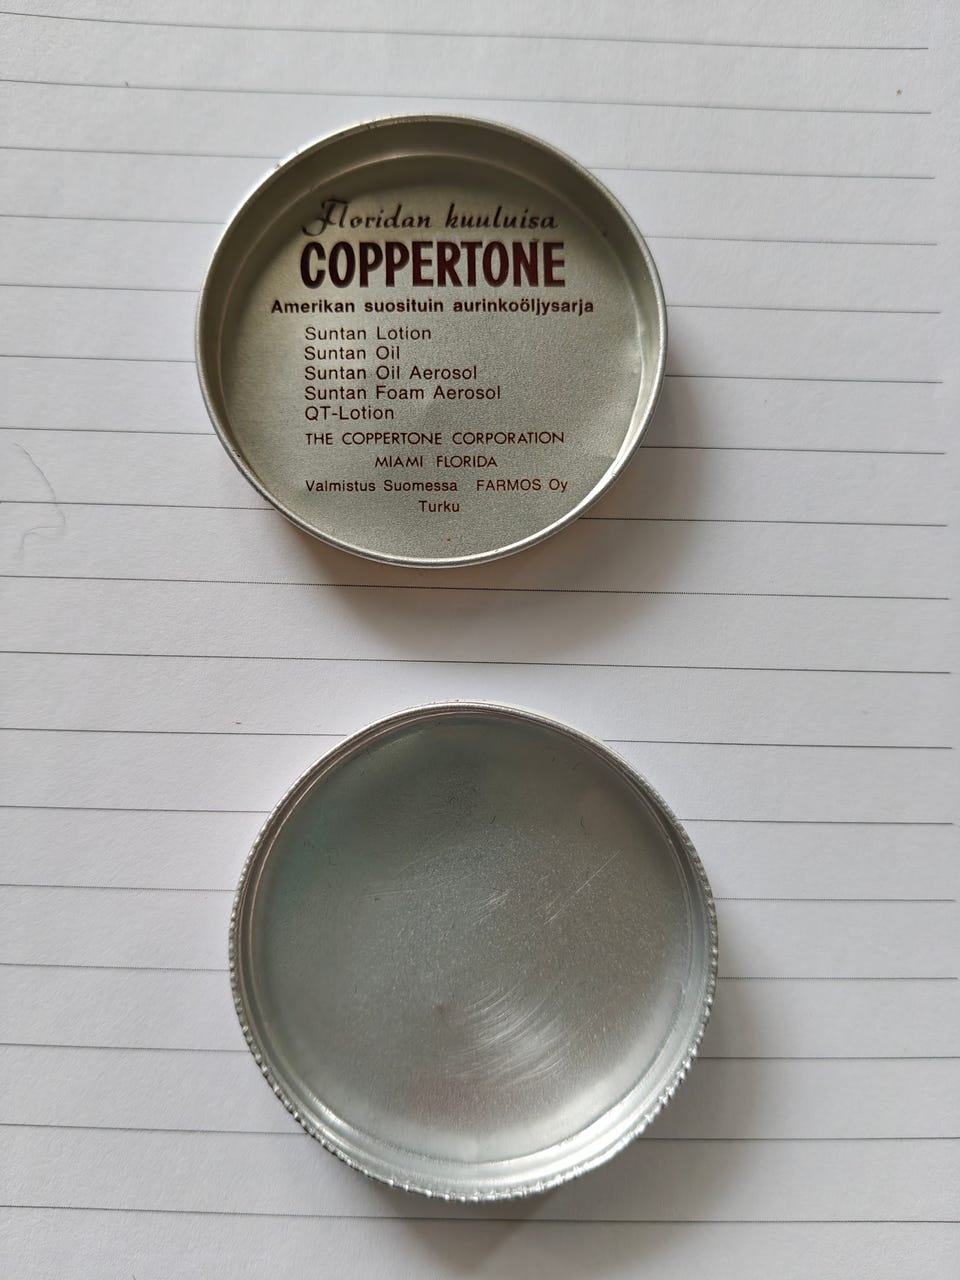 Floridan kuuluisa
COPPERTONE
Amerikan suosituin aurinkoöljysarja
Suntan Lotion
Suntan Oil
Suntan Oil Aerosol
Suntan Foam Aerosol
QT-Lotion
THE COPPERTONE CORPORATION
MIAMI FLORIDA
Valmistus Suomessa FARMOS Oy
Turku